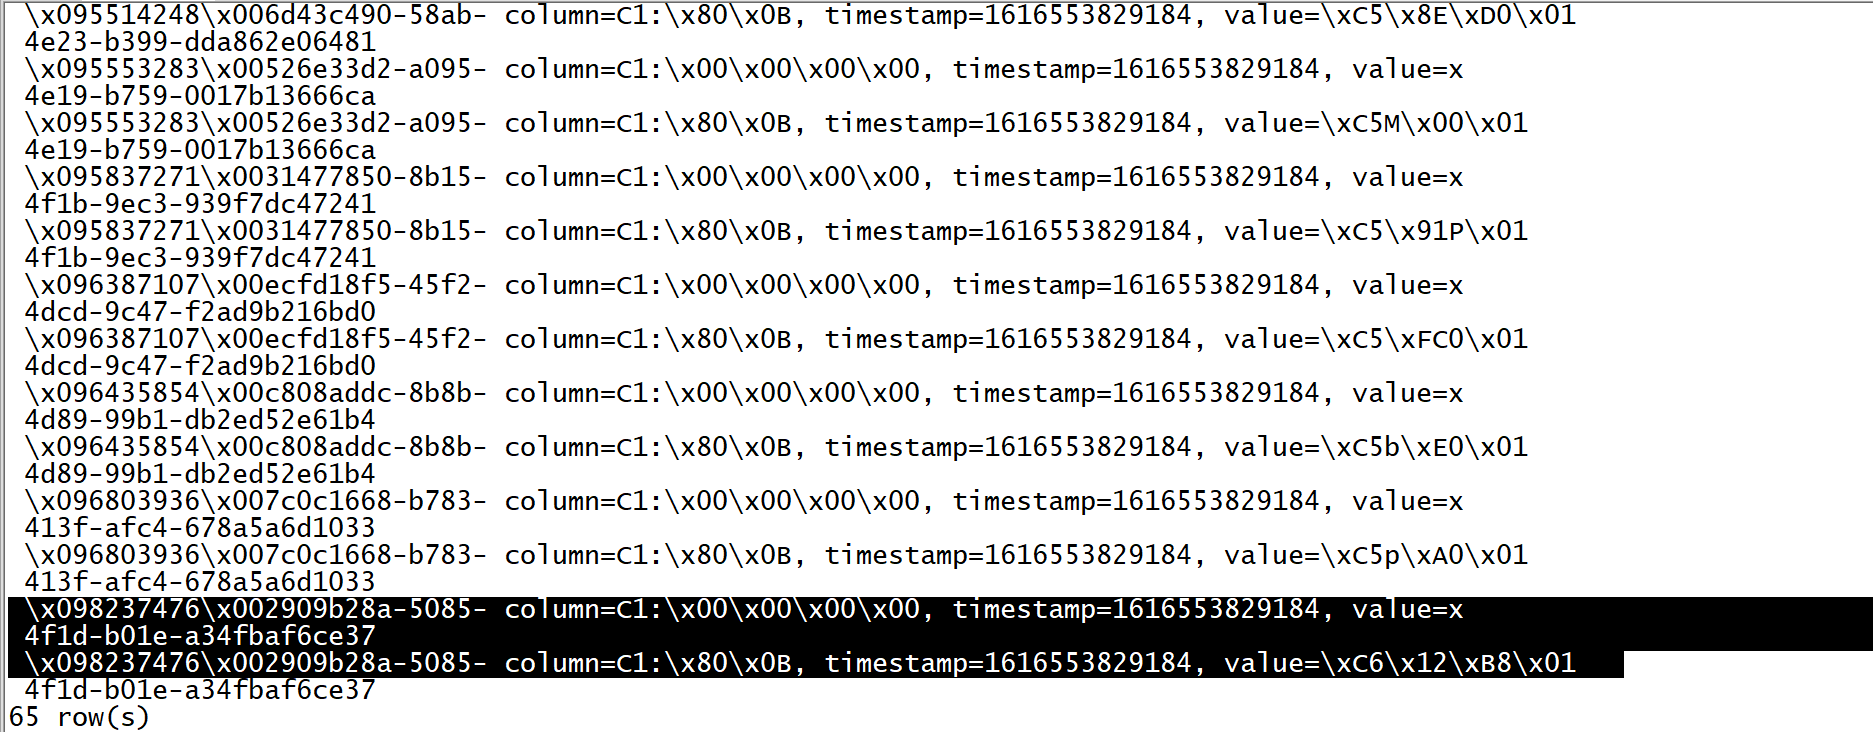 \x095514248\x006d43c490-58ab- column=C1:\x80\x0B, timestamp=1616553829184, value=\xC5\x8E\xD0\x01
4e23-b399-dda862e06481
\x095553283\x00526e33d2-a095- column=C1:\x00\x00\x00\x00, timestamp=1616553829184, value=x
4e19-b759-0017b13666ca
\x095553283\x00526e33d2-a095- column=C1:\x80\x0B, timestamp=1616553829184, value=\xC5M\x00\x01
4e19-b759-0017b13666ca
\x095837271\x0031477850-8b15- column=C1:\x00\x00\x00\x00, timestamp=1616553829184, value=x
4f1b-9ec3-939f7dc47241
\x095837271\x0031477850-8b15- column=C1:\x80\x0B, timestamp=1616553829184, value=\xC5\x91P\x01
4f1b-9ec3-939f7dc47241
\x096387107\x00ecfd18f5-45f2- column=C1:\x00\x00\x00\x00, timestamp=1616553829184, value=x
4dcd-9c47-f2ad9b216bd0
\x096387107\x00ecfd18f5-45f2- column=C1:\x80\x0B, timestamp=1616553829184, value=\xC5\xFC0\x01
4dcd-9c47-f2ad9b216bd0
\x096435854\x00c808addc-8b8b- column=C1:\x00\x00\x00\x00, timestamp=1616553829184, value=x
4d89-99b1-db2ed52e61b4
\x096435854\x00c808addc-8b8b- column=C1:\x80\x0B, timestamp=1616553829184, value=\xC5b\xE0\x01
4d89-99b1-db2ed52e61b4
\x096803936\x007c0c1668-b783- column=C1:\x00\x00\x00\x00, timestamp=1616553829184, value=x
413f-afc4-678a5a6d1033
\x096803936\x007c0c1668-b783- column=C1:\x80\x0B, timestamp=1616553829184, value=\xC5p\xA0\x01
413f-afc4-678a5a6d1033
\x098237476\x002909b28a-5085- column=C1:\x00\x00\x00\x00, timestamp=1616553829184, value=x
4f1d-b01e-a34fbaf6ce37
\x098237476\x002909b28a-5085- column=C1:\x80\x0B, timestamp=1616553829184, value=\xC6\x12\xB8\x01
4f1d-b01e-a34fbaf6ce37
65 row(s)